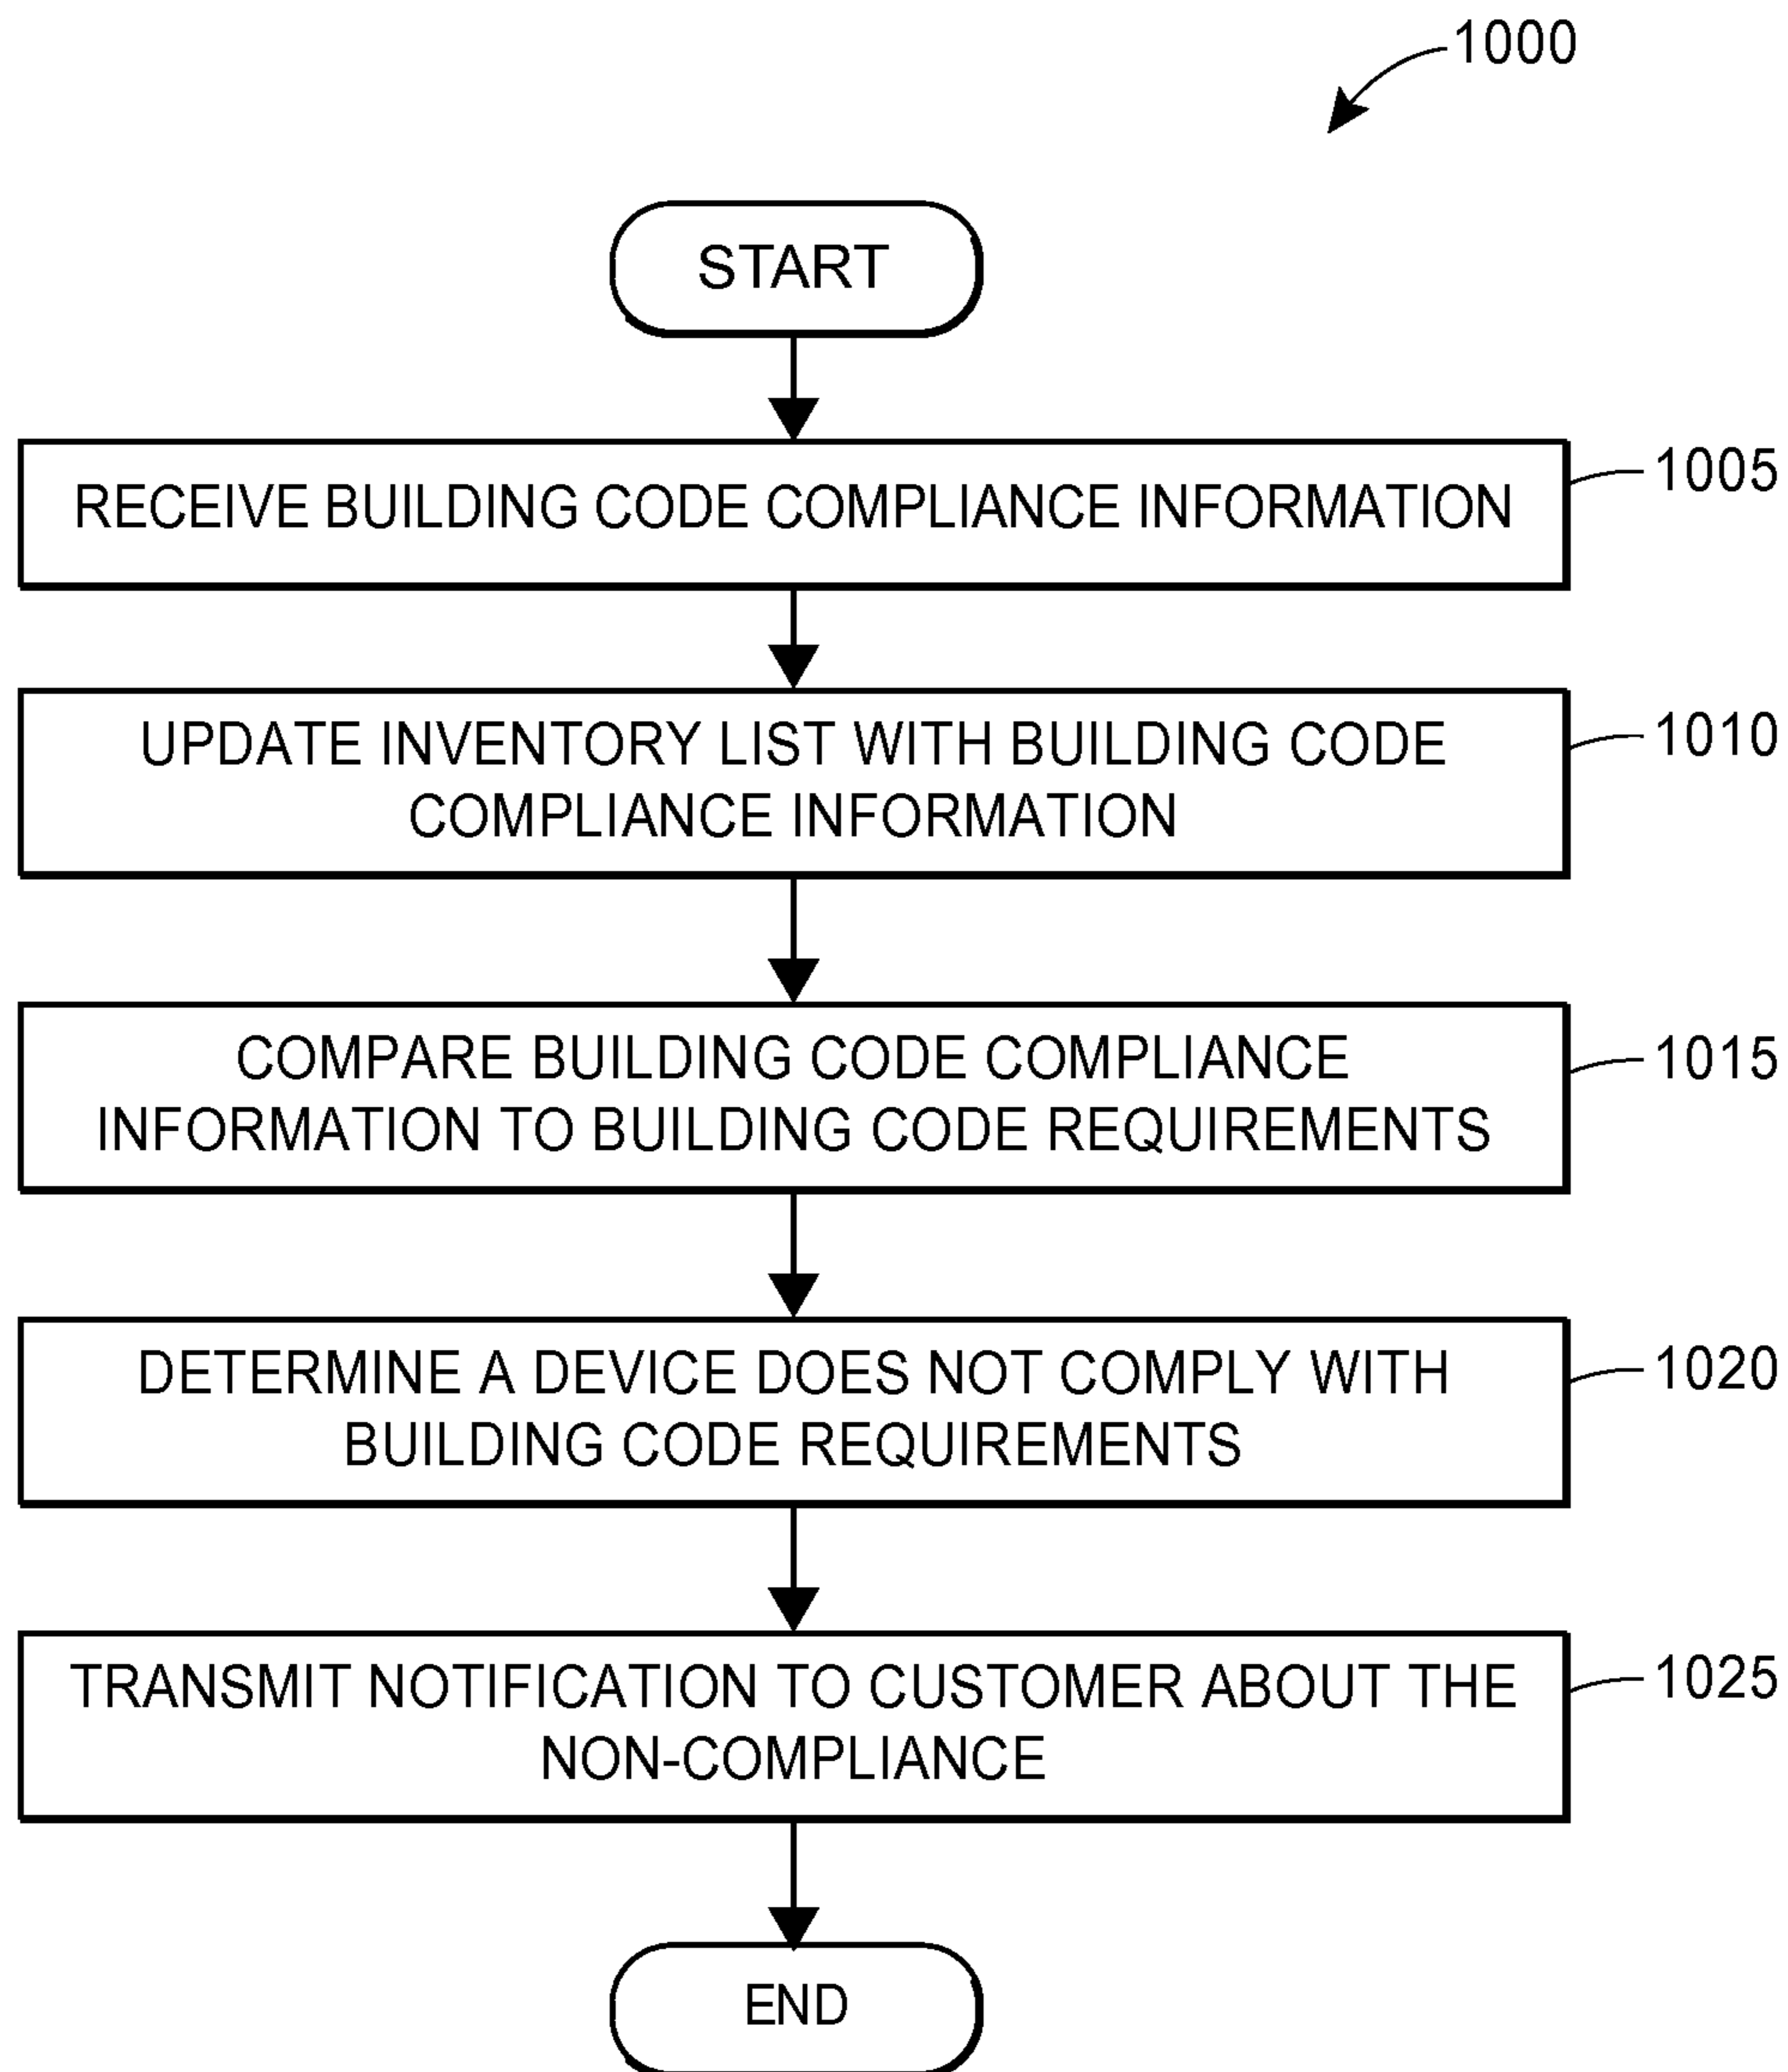 1000
START
RECEIVE BUILDING CODE COMPLIANCE INFORMATION
1005
UPDATE INVENTORY LIST WITH BUILDING CODE
COMPLIANCE INFORMATION
1010
COMPARE BUILDING CODE COMPLIANCE
INFORMATION TO BUILDING CODE REQUIREMENTS
1015
DETERMINE A DEVICE DOES NOT COMPLY WITH
BUILDING CODE REQUIREMENTS
1020
TRANSMIT NOTIFICATION TO CUSTOMER ABOUT THE
NON-COMPLIANCE
1025
END